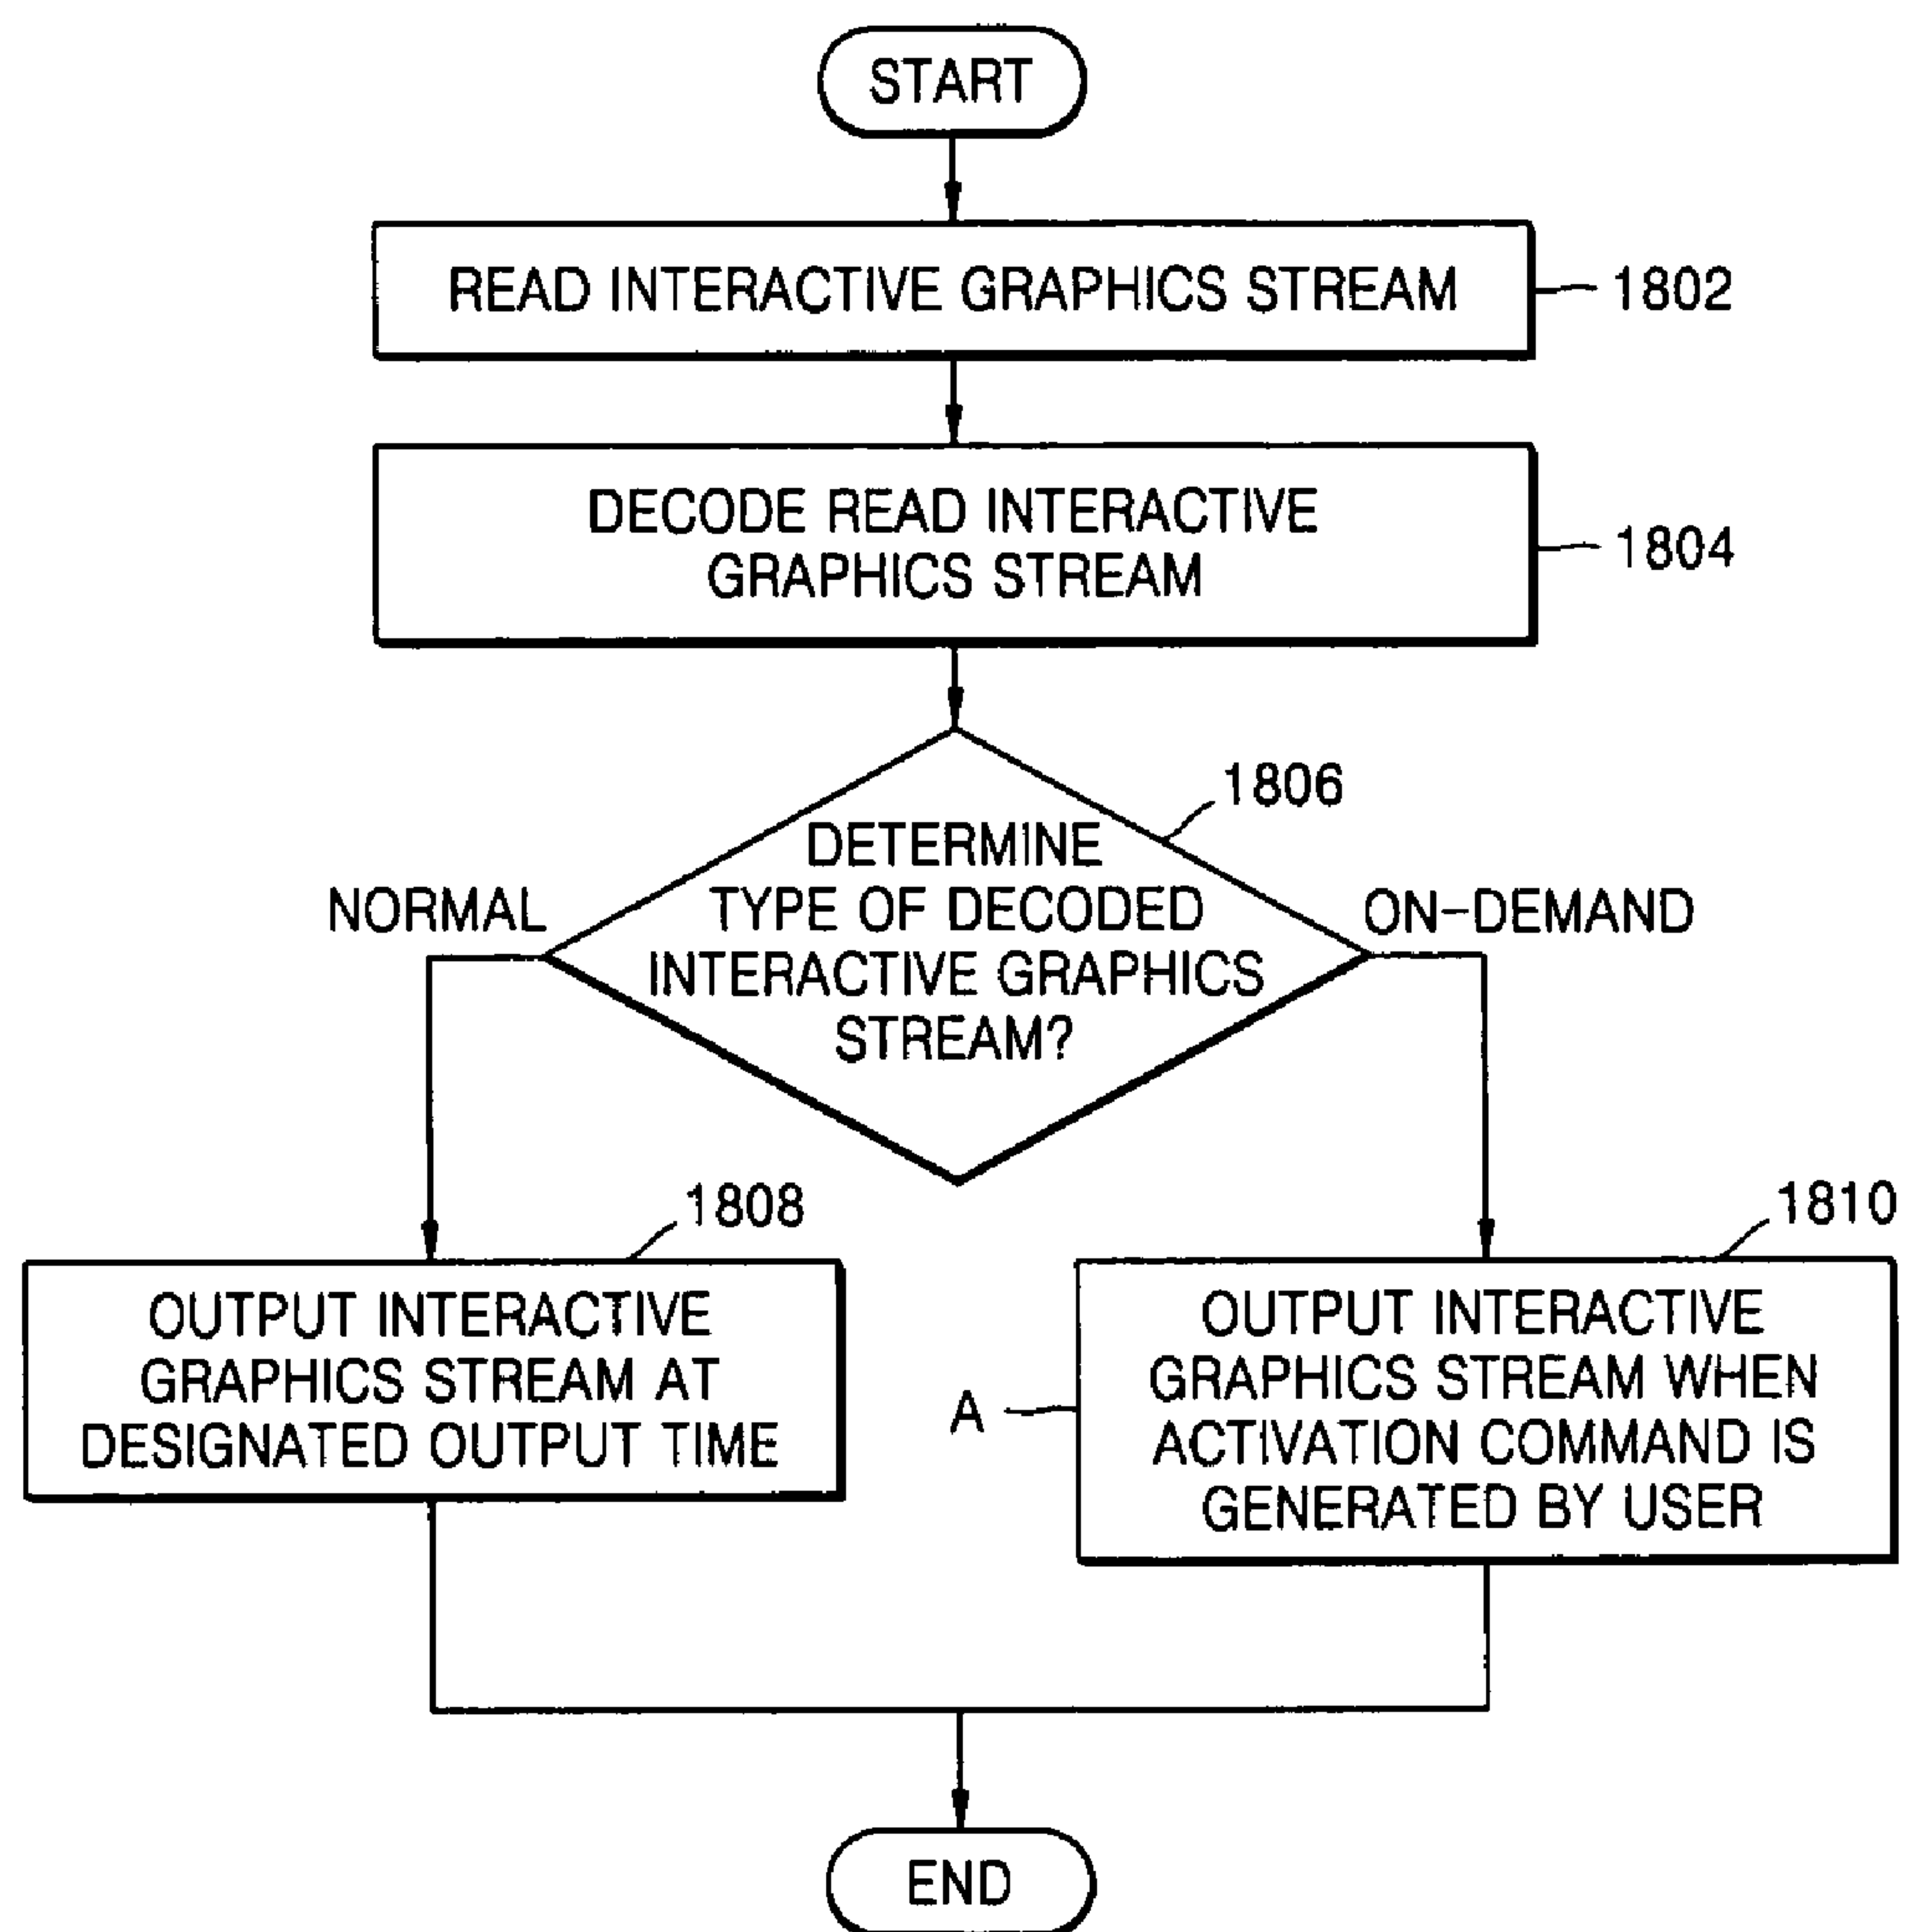 START
READ INTERACTIVE GRAPHICS STREAM
1802
DECODE READ INTERACTIVE
GRAPHICS STREAM
1804
1806
DETERMINE
TYPE OF DECODED
INTERACTIVE GRAPHICS
STREAM?
NORMAL
ON-DEMAND
1808
OUTPUT INTERACTIVE
GRAPHICS STREAM AT
DESIGNATED OUTPUT TIME
1810
A
OUTPUT INTERACTIVE
GRAPHICS STREAM WHEN
ACTIVATION COMMAND IS
GENERATED BY USER
END